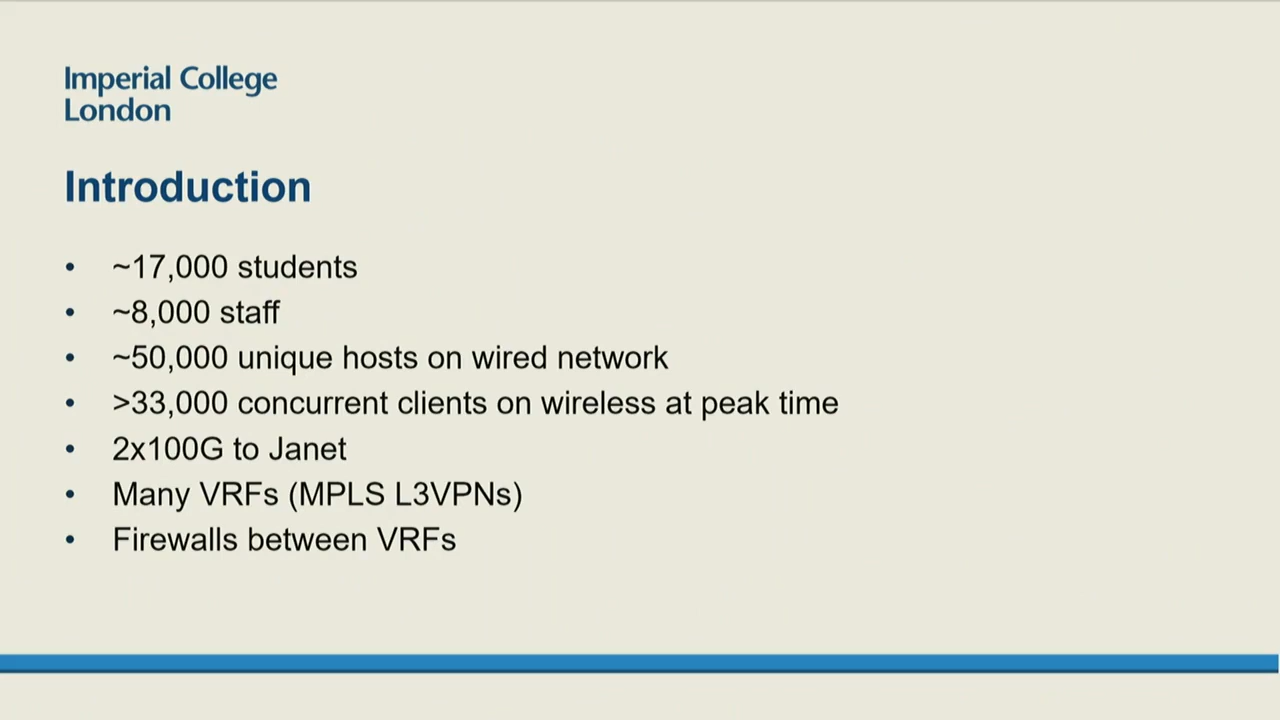 Imperial College
London
Introduction
• ~17,000 students
• ~8,000 staff
• ~50,000 unique hosts on wired network
• >33,000 concurrent clients on wireless at peak time
• 2x100G to Janet
• Many VRFs (MPLS L3VPNs)
• Firewalls between VRFs